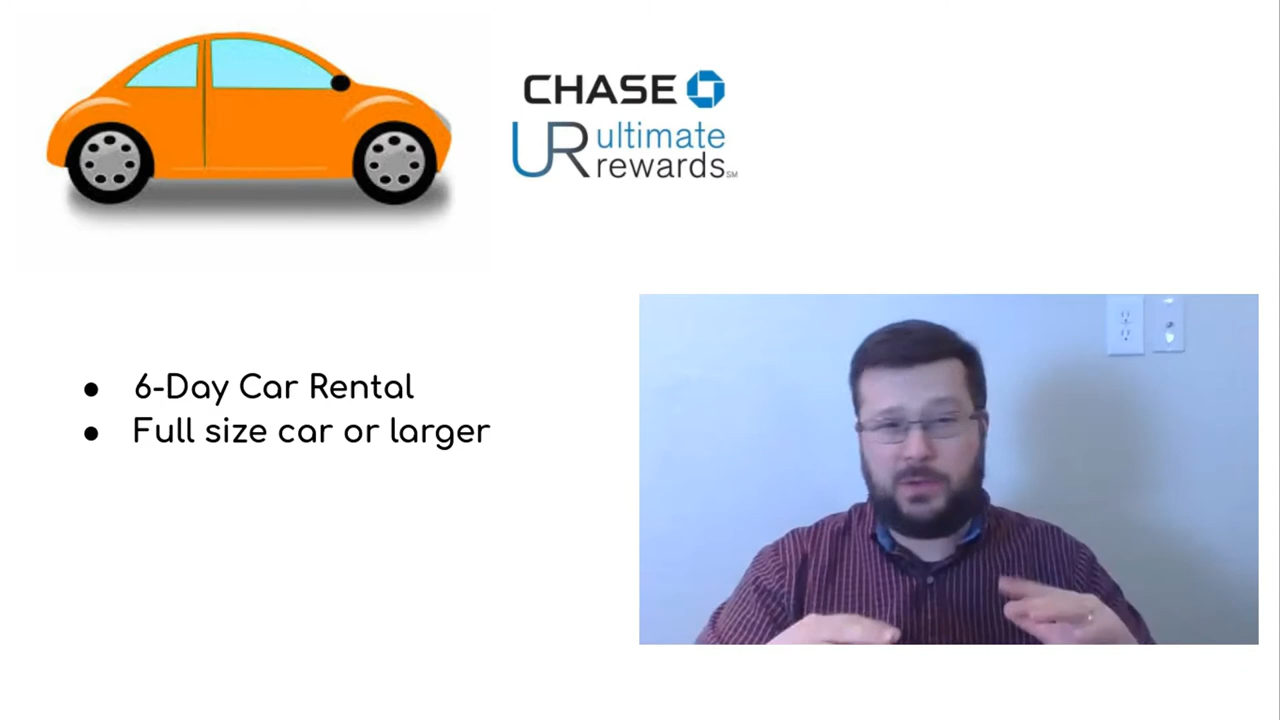 CHASE
UR ultimate
rewards SM
● 6-Day Car Rental
● Full size car or larger